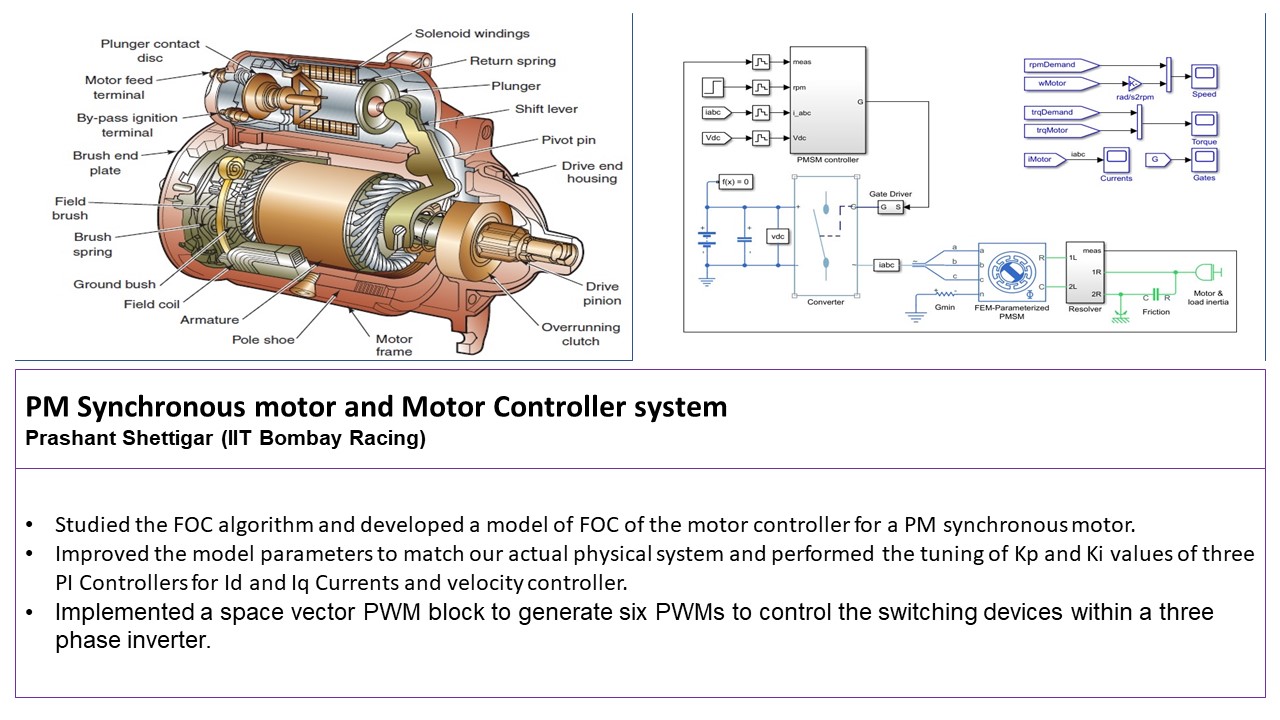 Plunger contact
disc
Motor feed
terminal
By-pass ignition
terminal
Brush end
plate
Field
brush
Brush
spring
Ground bush
Field coil
Armature
Pole shoe
Motor
frame
Solenoid windings
Return spring
Plunger
Shift lever
Pivot pin
Drive end
housing
Drive
pinion
Overrunning
clutch
meas
rpm
i_abc
Vdc
G
iabc
Vdc
PMSM controller
rpmDemand
wMotor
rad/s2rpm
Speed
trqDemand
trqMotor
Torque
iMotor
iabc
Currents
G
Gates
f(x) = 0
vdc
G
Converter
Gate Driver
G S
iabc
a
b
c
a
b
c
n
Gmin
R
C
FEM-Parameterized
PMSM
meas
1L
1R
2L
2R
Resolver
C R
Friction
Motor &
load inertia
PM Synchronous motor and Motor Controller system
Prashant Shettigar (IIT Bombay Racing)
• Studied the FOC algorithm and developed a model of FOC of the motor controller for a PM synchronous motor.
• Improved the model parameters to match our actual physical system and performed the tuning of Kp and Ki values of three
PI Controllers for Id and Iq Currents and velocity controller.
• Implemented a space vector PWM block to generate six PWMs to control the switching devices within a three
phase inverter.